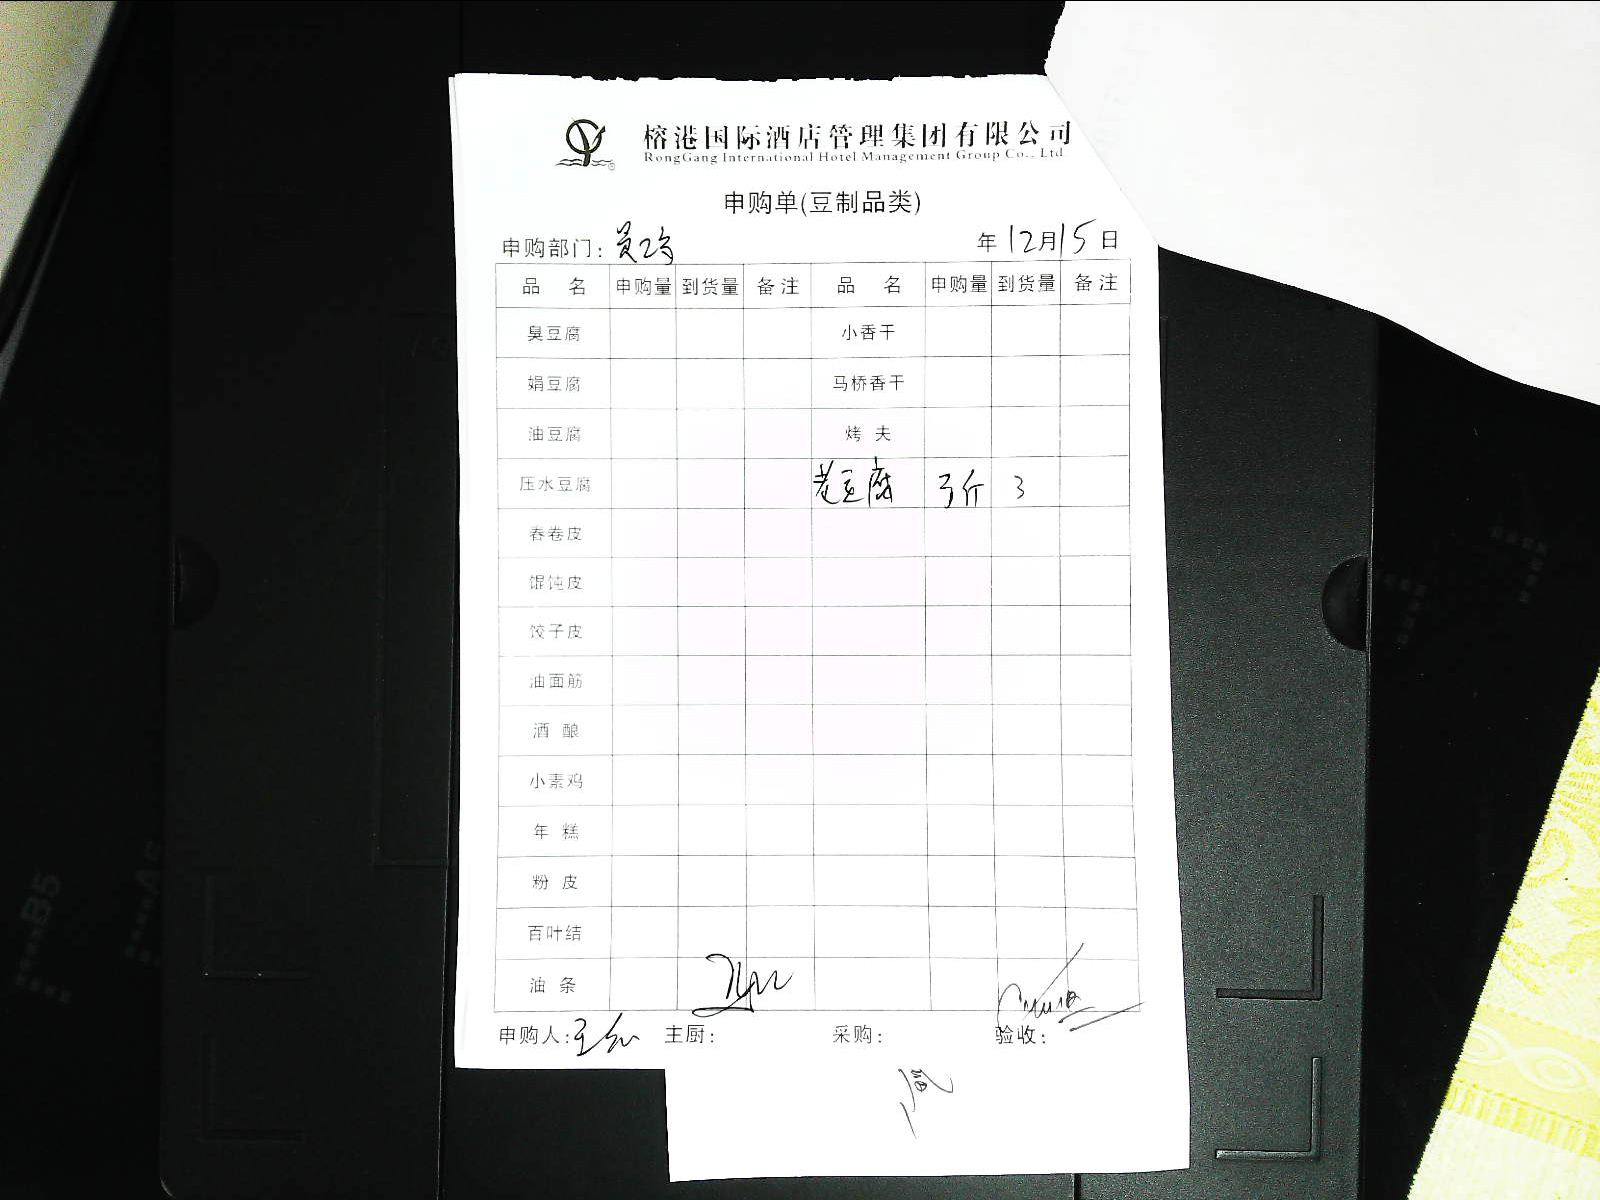 榕港国际酒店管理集团有限公司
RongGang International Hotel Management Group Co., Ltd.
申购单(豆制品类)
申购部门: 员工 年12月15日
品 名 申购量 到货量 备注 品 名 申购量 到货量 备注
臭豆腐 小香干
娟豆腐 马桥香干
油豆腐 烤 夫
压水豆腐 老豆腐 3斤 3
春卷皮
馄饨皮
饺子皮
油面筋
酒 酿
小素鸡
年 糕
粉 皮
百叶结
油 条
申购人: 主厨: 采购: 验收:
B5